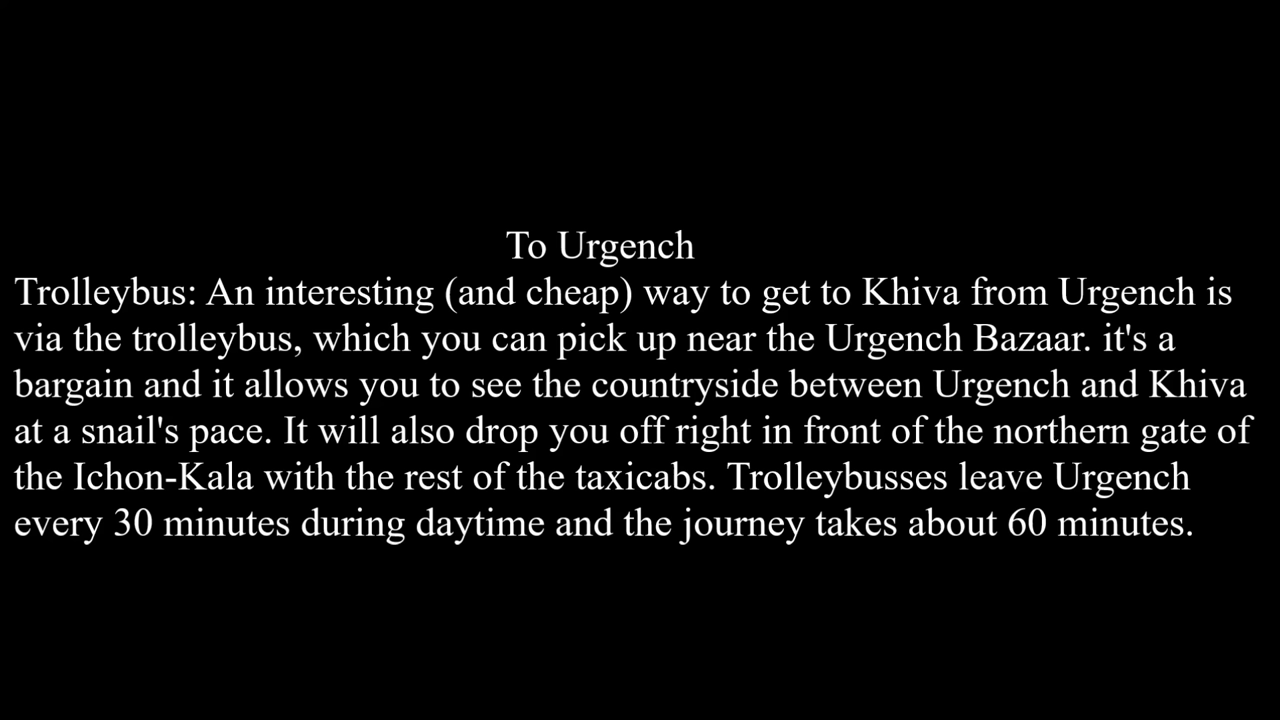 To Urgench
Trolleybus: An interesting (and cheap) way to get to Khiva from Urgench is
via the trolleybus, which you can pick up near the Urgench Bazaar. it's a
bargain and it allows you to see the countryside between Urgench and Khiva
at a snail's pace. It will also drop you off right in front of the northern gate of
the Ichon-Kala with the rest of the taxicabs. Trolleybusses leave Urgench
every 30 minutes during daytime and the journey takes about 60 minutes.